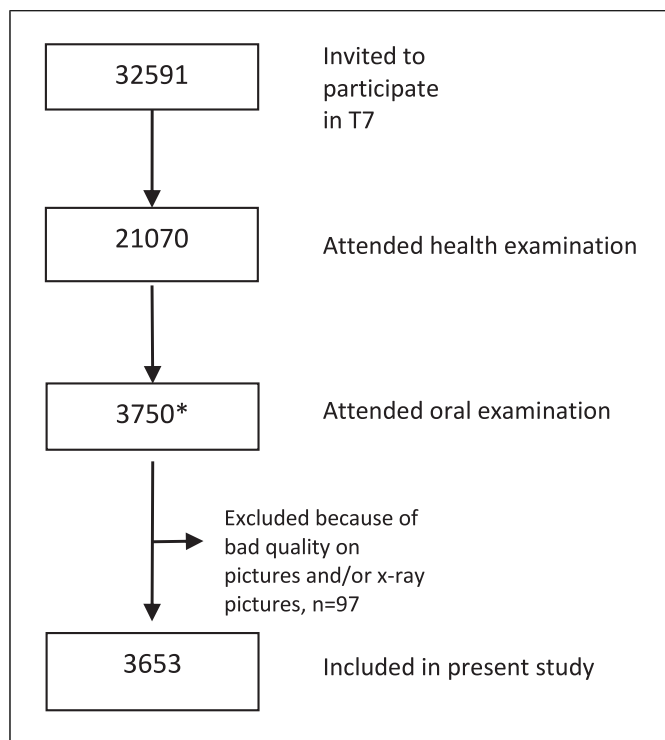 32591
Invited to
participate
in T7
21070
Attended health examination
3750*
Attended oral examination
Excluded because of
bad quality on
pictures and/or x-ray
pictures, n=97
3653
Included in present study